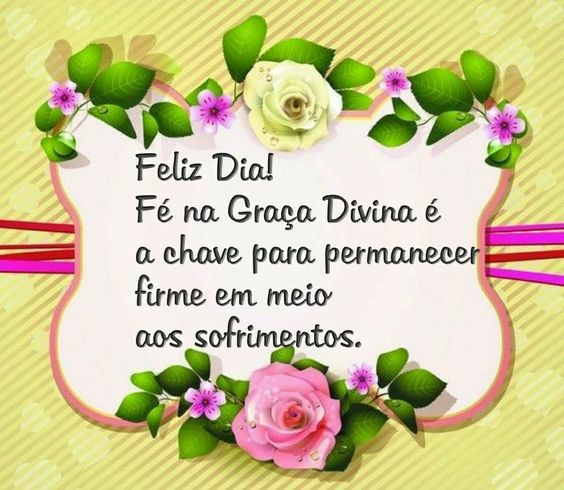 Feliz Dia!
Fé na Graça Divina é
a chave para permanecer
firme em meio
aos sofrimentos.